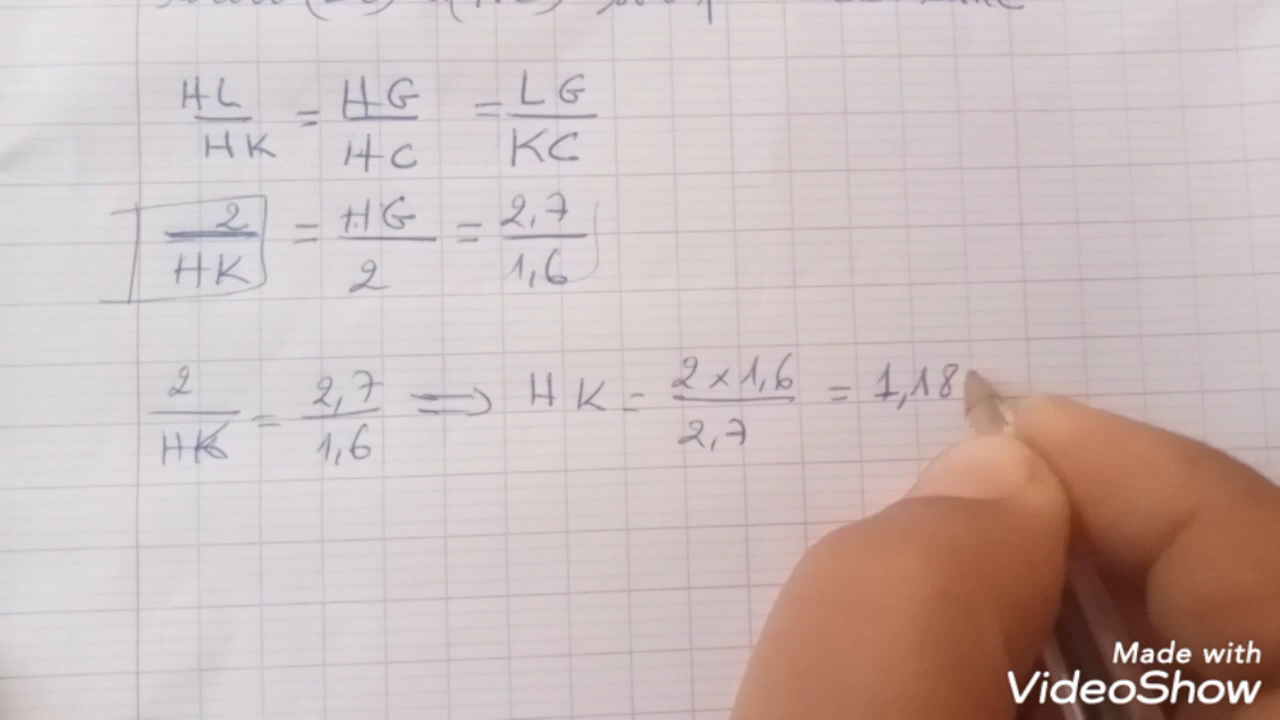 HL/HK = HG/HC = LG/KC
2/HK = HG/2 = 2,7/1,6
2/HK = 2,7/1,6 ⟹ HK = 2 × 1,6/2,7 = 1,18
Made with
VideoShow